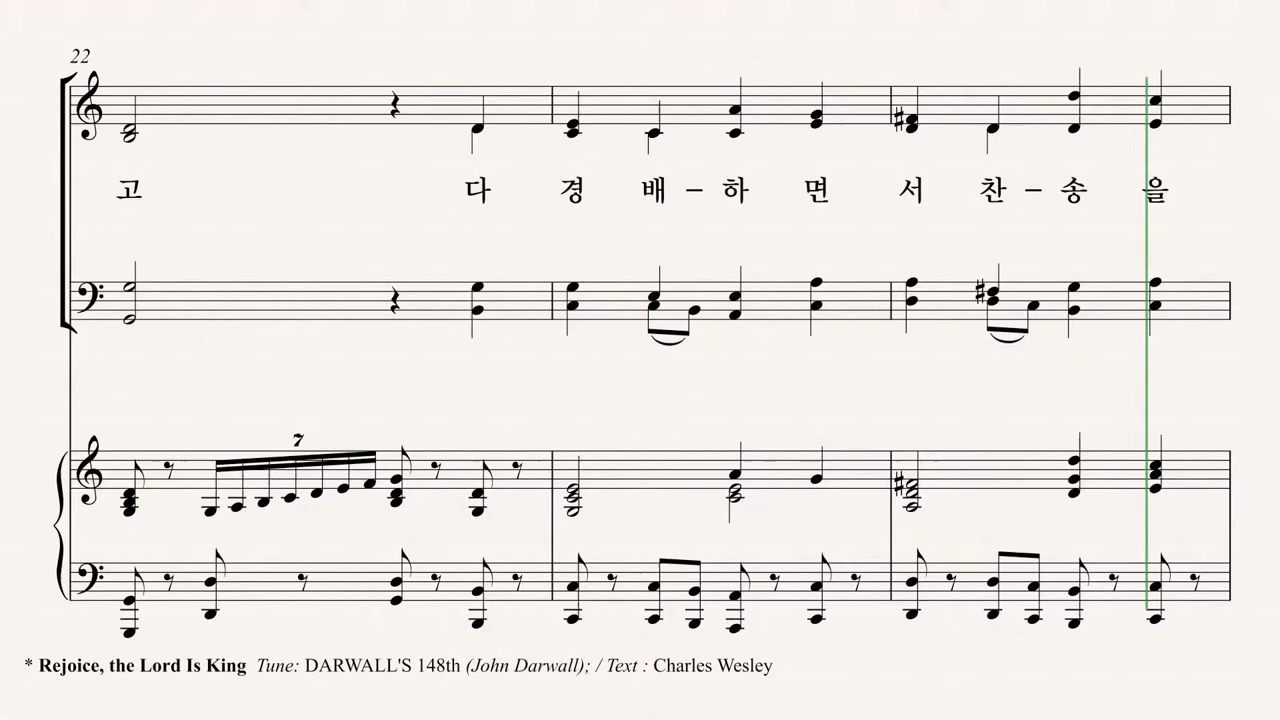 22
고 다 경 배 – 하 면 서 찬 – 송 을
7
* Rejoice, the Lord Is King Tune: DARWALL'S 148th (John Darwall); / Text : Charles Wesley